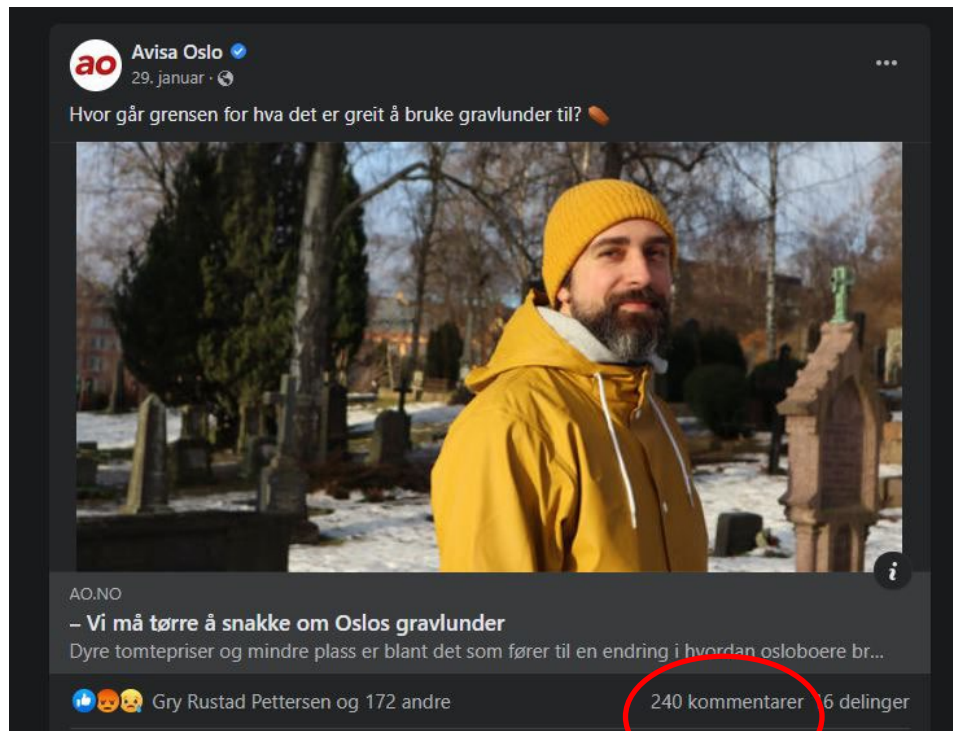 ao
Avisa Oslo
29. januar ·
Hvor går grensen for hva det er greit å bruke gravlunder til?
i
AO.NO
– Vi må tørre å snakke om Oslos gravlunder
Dyre tomtepriser og mindre plass er blant det som fører til en endring i hvordan osloboere br...
Gry Rustad Pettersen og 172 andre
240 kommentarer
delinger